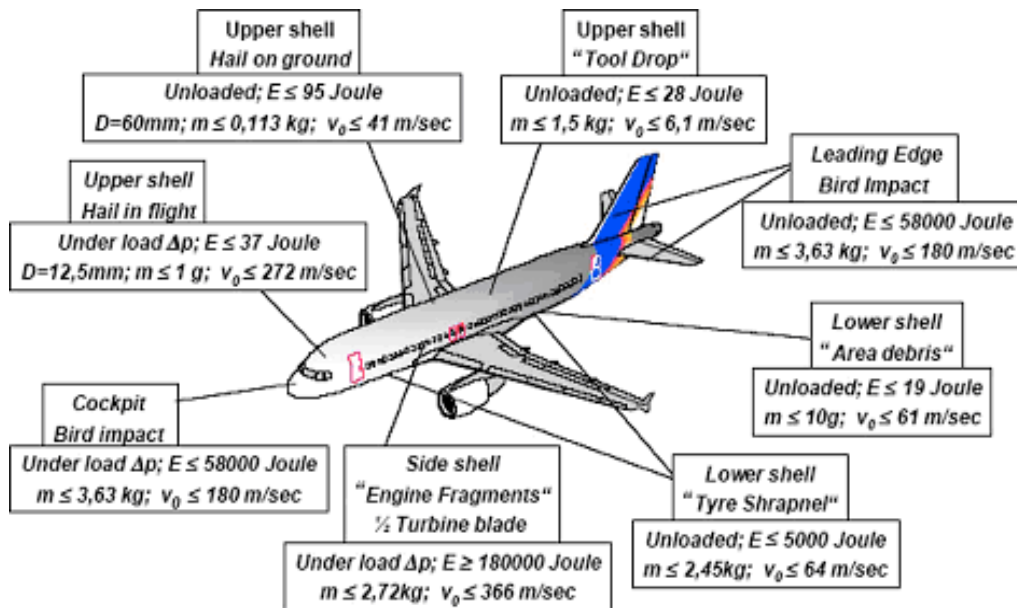 Upper shell
Hail on ground
Unloaded; E ≤ 95 Joule
D=60mm; m ≤ 0,113 kg; v₀ ≤ 41 m/sec
Upper shell
"Tool Drop"
Unloaded; E ≤ 28 Joule
m ≤ 1,5 kg; v₀ ≤ 6,1 m/sec
Leading Edge
Bird Impact
Unloaded; E ≤ 58000 Joule
m ≤ 3,63 kg; v₀ ≤ 180 m/sec
Upper shell
Hail in flight
Under load Δp; E ≤ 37 Joule
D=12,5mm; m ≤ 1 g; v₀ ≤ 272 m/sec
Lower shell
"Area debris"
Unloaded; E ≤ 19 Joule
m ≤ 10g; v₀ ≤ 61 m/sec
Cockpit
Bird impact
Under load Δp; E ≤ 58000 Joule
m ≤ 3,63 kg; v₀ ≤ 180 m/sec
Side shell
"Engine Fragments"
½ Turbine blade
Under load Δp; E ≥ 180000 Joule
m ≤ 2,72kg; v₀ ≤ 366 m/sec
Lower shell
"Tyre Shrapnel"
Unloaded; E ≤ 5000 Joule
m ≤ 2,45kg; v₀ ≤ 64 m/sec